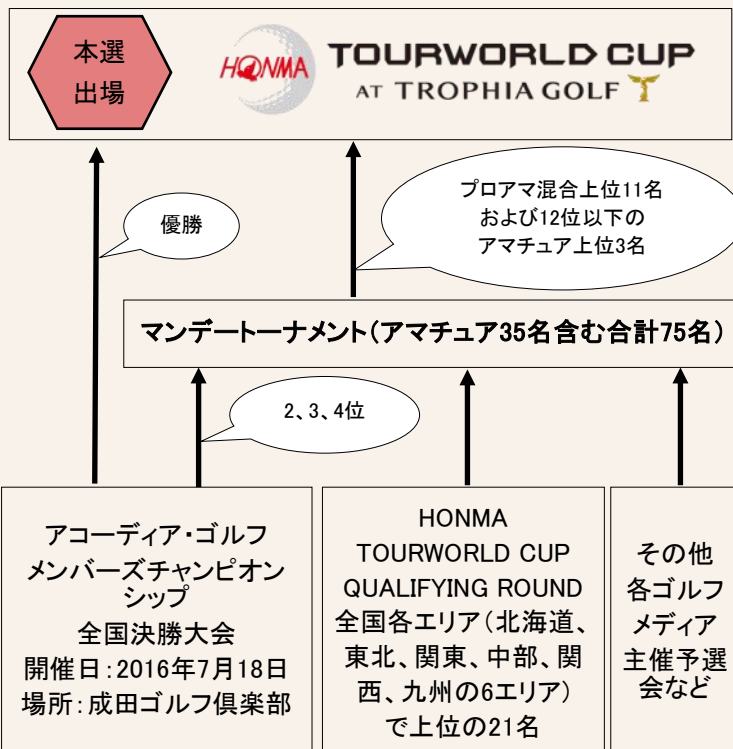 本選
出場
HONMA
TOURWORLD CUP
AT TROPHIA GOLF
優勝
プロアマ混合上位11名
および12位以下の
アマチュア上位3名
マンデートーナメント(アマチュア35名含む合計75名)
2、3、4位
アコーディア・ゴルフ
メンバーズチャンピオン
シップ
全国決勝大会
開催日:2016年7月18日
場所:成田ゴルフ倶楽部
HONMA
TOURWORLD CUP
QUALIFYING ROUND
全国各エリア(北海道、
東北、関東、中部、関
西、九州の6エリア)
で上位の21名
その他
各ゴルフ
メディア
主催予選
会など